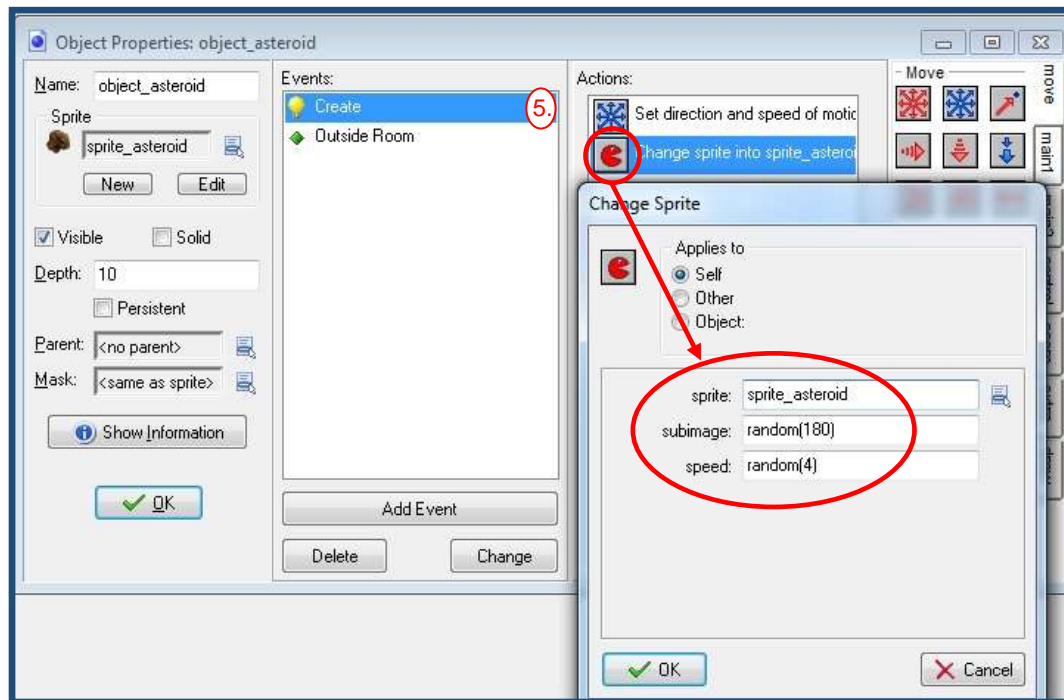 Object Properties: object_asteroid
Name: object_asteroid
Sprite
sprite_asteroid
New Edit
Visible Solid
Depth: 10
Persistent
Parent: <no parent>
Mask: <same as sprite>
Show Information
OK
Events:
Create
5.
Outside Room
Add Event
Delete Change
Actions:
Set direction and speed of motic
Change sprite into sprite_asteroi
Move
move
main1
Change Sprite
Applies to
Self
Other
Object:
sprite: sprite_asteroid
subimage: random(180)
speed: random(4)
OK Cancel